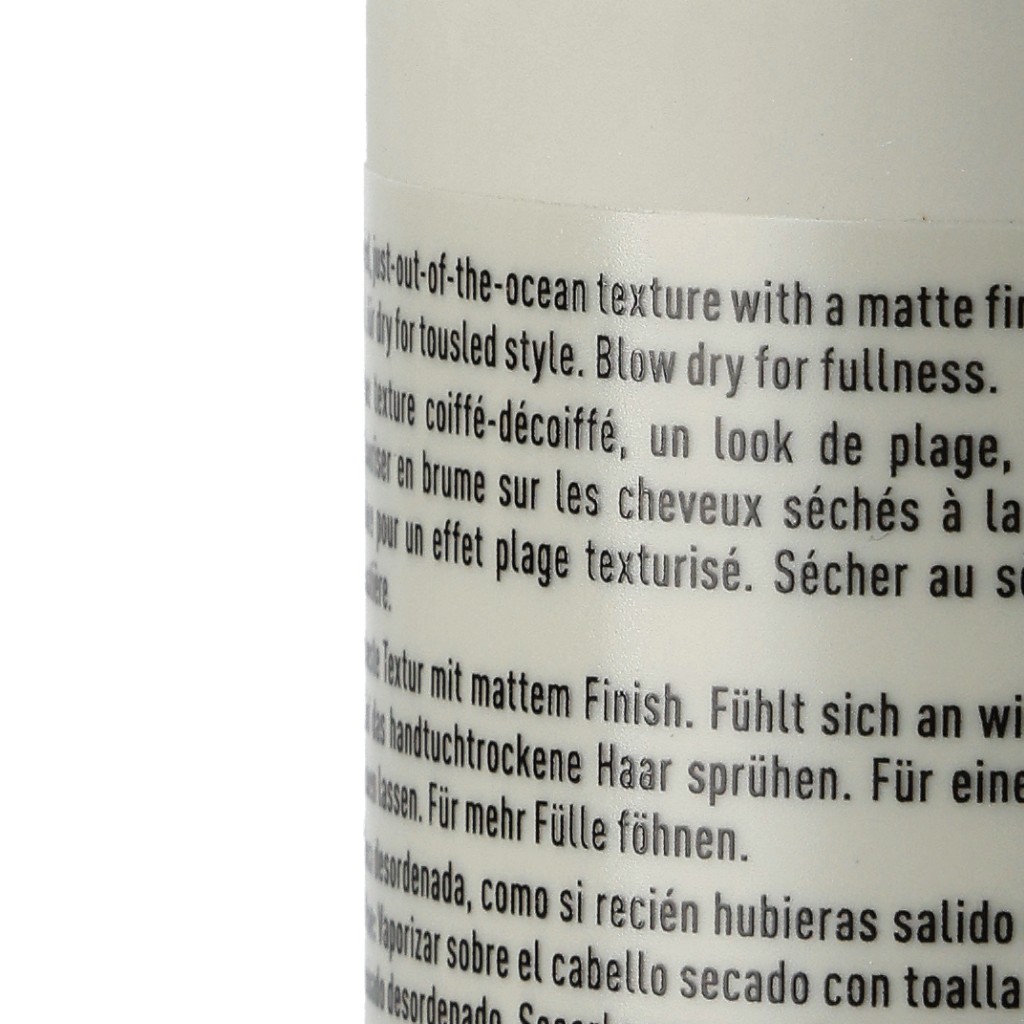 just-out-of-the-ocean texture with a matte
dry for tousled style. Blow dry for fullness.
texture coiffé-décoiffé, un look de plage,
en brume sur les cheveux séchés à la
pour un effet plage texturisé. Sécher au
Textur mit mattem Finish. Fühlt sich an
das handtuchtrockene Haar sprühen. Für
lassen. Für mehr Fülle föhnen.
desordenada, como si recién hubieras salido
Vaporizar sobre el cabello secado con toalla
desordenado.